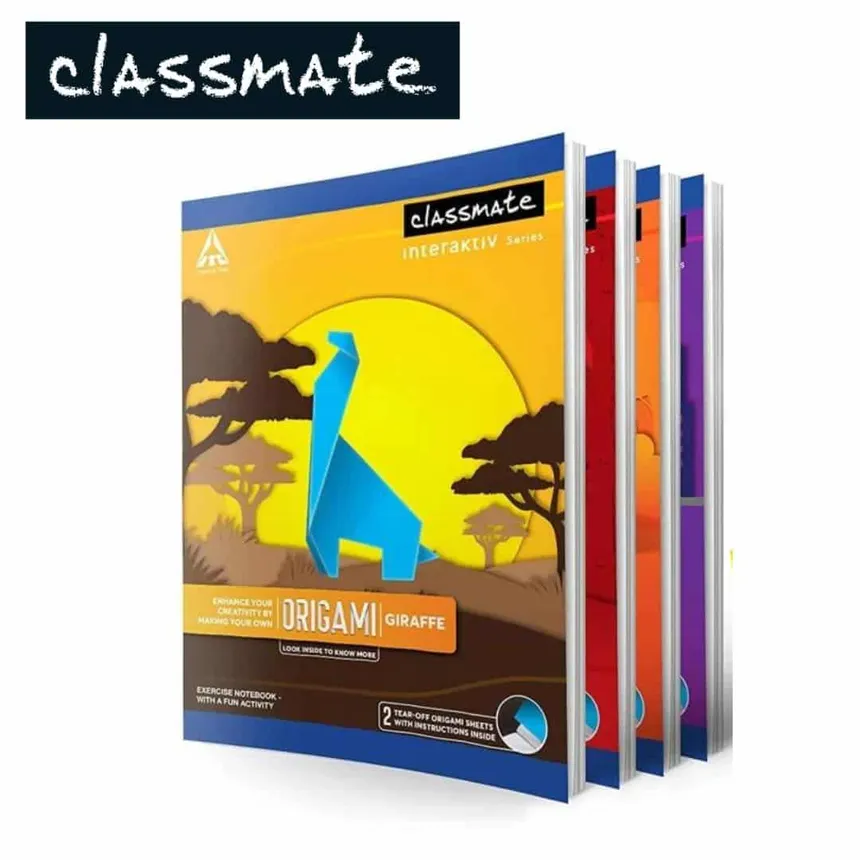 classmate
classmate
interaktiv Series
ENHANCE YOUR
CREATIVITY BY
MAKING YOUR OWN
ORIGAMI
GIRAFFE
LOOK INSIDE TO KNOW MORE
EXERCISE NOTEBOOK -
WITH A FUN ACTIVITY
2 TEAR-OFF ORIGAMI SHEETS
WITH INSTRUCTIONS INSIDE